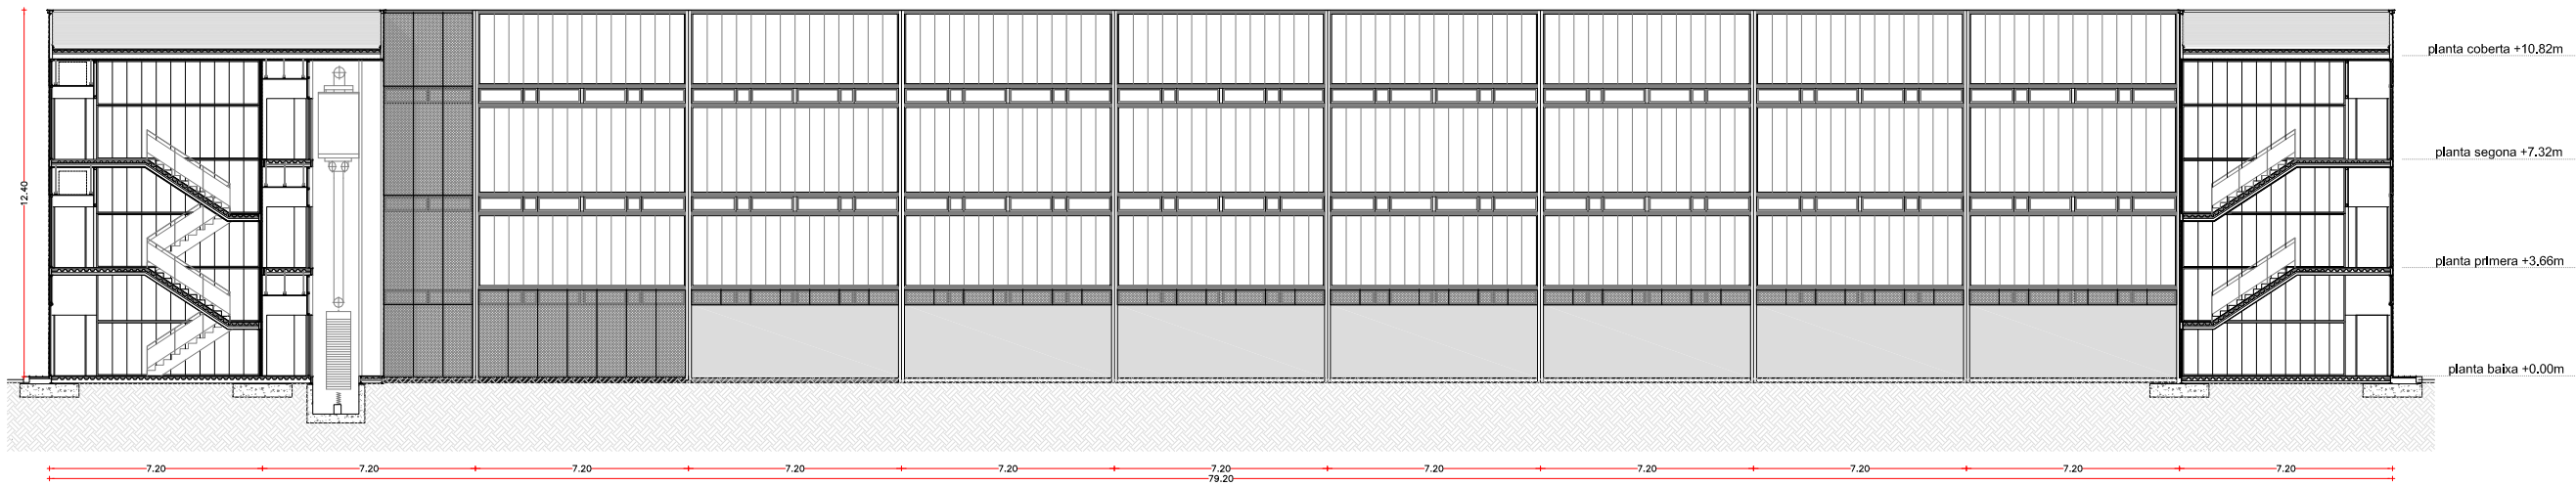 planta coberta +10.82m
planta segona +7.32m
12.40
planta primera +3.66m
planta baixa +0.00m
7.20 7.20 7.20 7.20 7.20 7.20 7.20 7.20 7.20 7.20 7.20
79.20